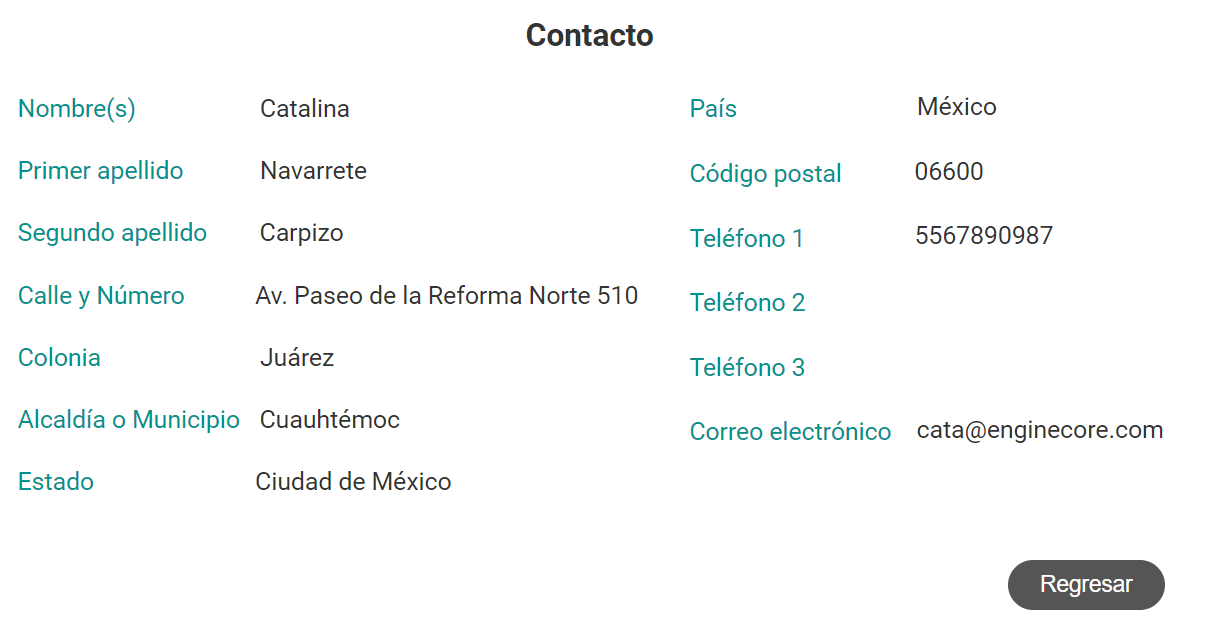 Contacto
Nombre(s) Catalina
Primer apellido Navarrete
Segundo apellido Carpizo
Calle y Número Av. Paseo de la Reforma Norte 510
Colonia Juárez
Alcaldía o Municipio Cuauhtémoc
Estado Ciudad de México
País México
Código postal 06600
Teléfono 1 5567890987
Teléfono 2
Teléfono 3
Correo electrónico cata@enginecore.com
Regresar